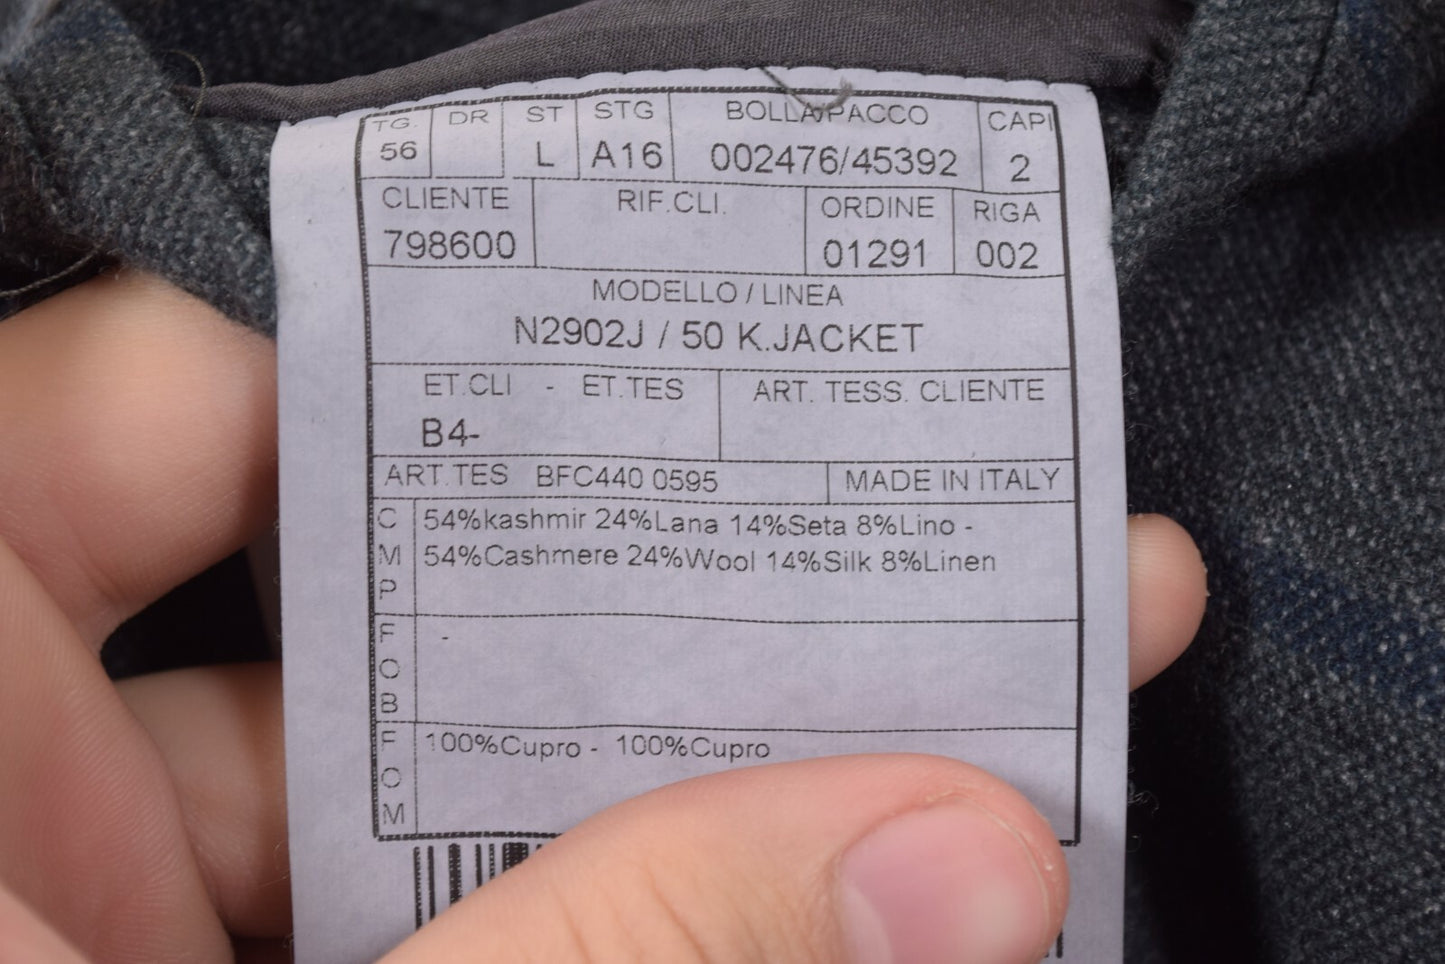 TG. DR ST STG BOLLA/PACCO CAPI
56 L A16 002476/45392 2
CLIENTE RIF.CLI. ORDINE RIGA
798600 01291 002
MODELLO / LINEA
N2902J / 50 K.JACKET
ET.CLI - ET.TES ART. TESS. CLIENTE
B4-
ART.TES BFC440 0595 MADE IN ITALY
CMP
54%kashmir 24%Lana 14%Seta 8%Lino -
54%Cashmere 24%Wool 14%Silk 8%Linen
FOB
-
FOM
100%Cupro - 100%Cupro